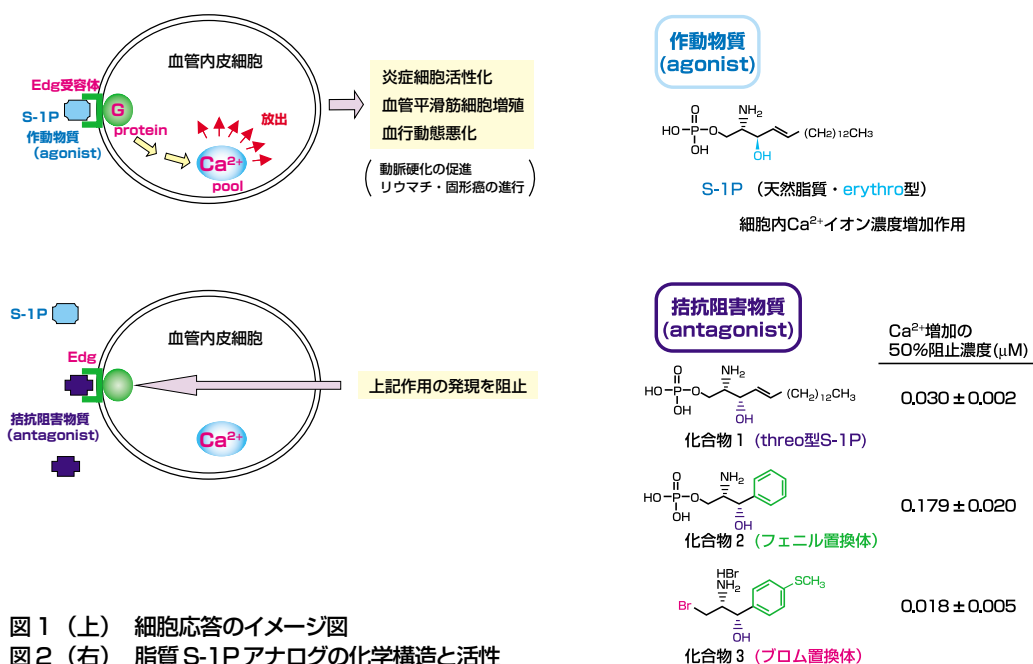 血管内皮細胞
Edg受容体
S-1P
G
protein
作動物質
(agonist)
放出
Ca²⁺
pool
炎症細胞活性化
血管平滑筋細胞増殖
血行動態悪化
(動脈硬化の促進
リウマチ・固形癌の進行)
S-1P
血管内皮細胞
Edg
拮抗阻害物質
(antagonist)
Ca²⁺
上記作用の発現を阻止
図1(上) 細胞応答のイメージ図
図2(右) 脂質S-1Pアナログの化学構造と活性
作動物質
(agonist)
O
NH₂
HO-P-O
OH
OH
(CH₂)₁₂CH₃
S-1P (天然脂質・erythro型)
細胞内Ca²⁺イオン濃度増加作用
拮抗阻害物質
(antagonist)
Ca²⁺増加の
50%阻止濃度(μM)
O
NH₂
HO-P-O
OH
OH
(CH₂)₁₂CH₃
0.030±0.002
化合物1 (threo型S-1P)
O
NH₂
HO-P-O
OH
OH
0.179±0.020
化合物2 (フェニル置換体)
HBr
NH₂
SCH₃
Br
OH
0.018±0.005
化合物3 (ブロム置換体)